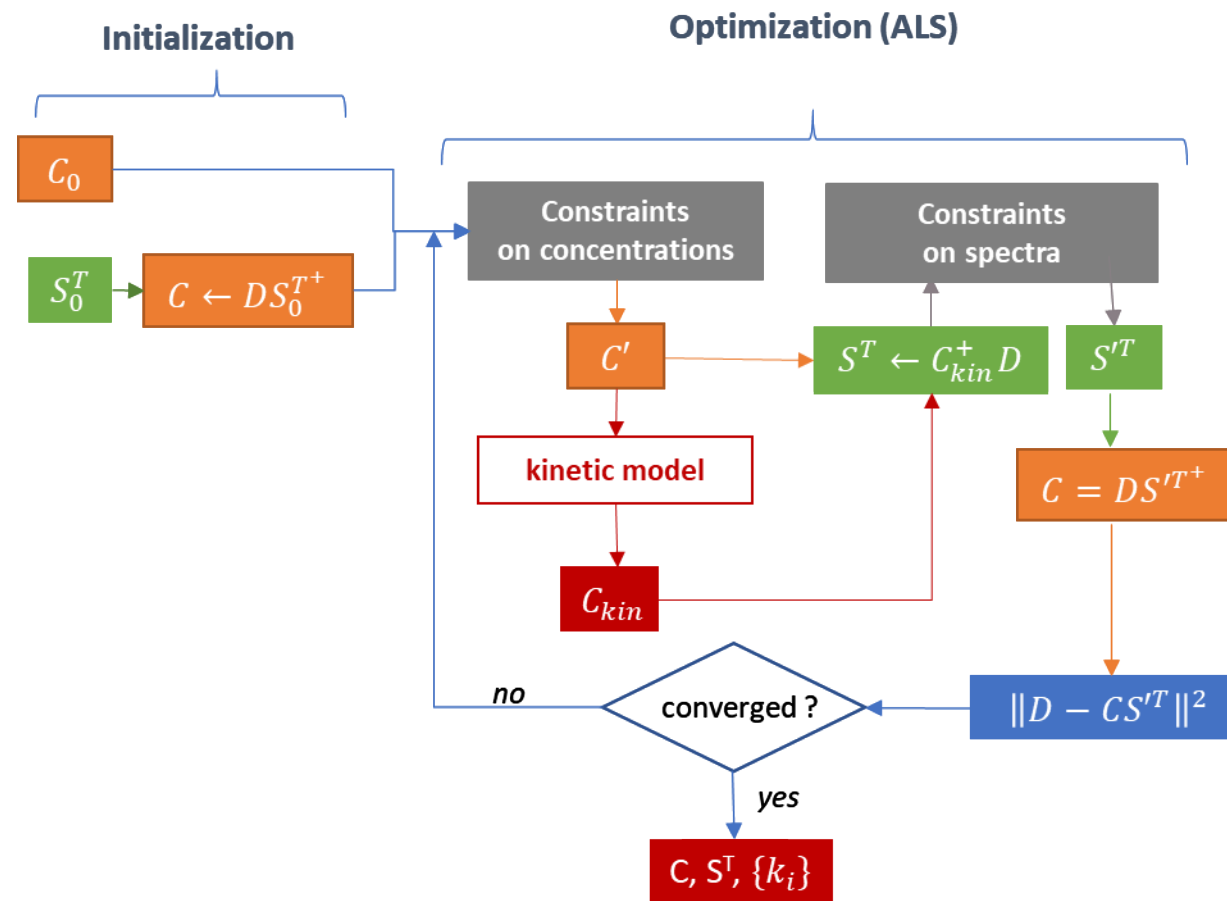 Initialization
Optimization (ALS)
C₀
Constraints
on concentrations
Constraints
on spectra
S₀ᵀ
C ← DS₀ᵀ⁺
C′
Sᵀ ← C⁺ₖᵢₙD
S′ᵀ
kinetic model
C = DS′ᵀ⁺
Cₖᵢₙ
no
converged ?
‖D − CS′ᵀ‖²
yes
C, Sᵀ, {kᵢ}